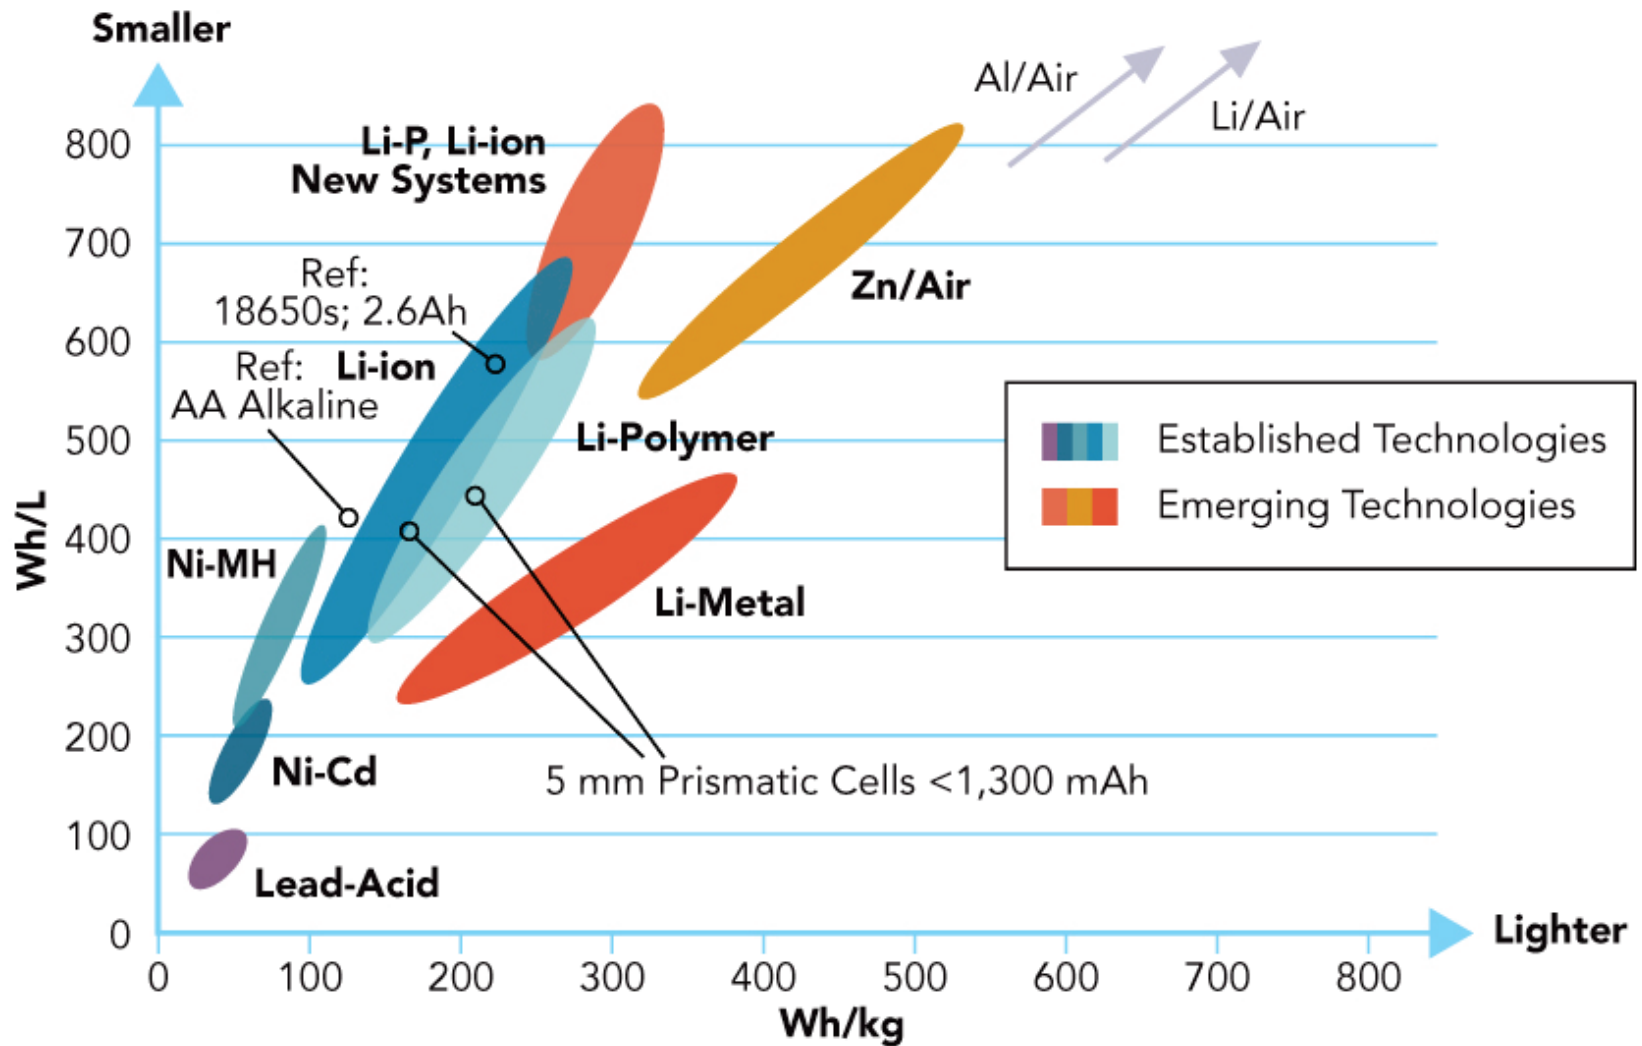 Smaller
Al/Air
Li/Air
800
Li-P, Li-ion
New Systems
700
Ref:
18650s; 2.6Ah
Zn/Air
600
Ref: Li-ion
AA Alkaline
500
Li-Polymer
Established Technologies
Emerging Technologies
Wh/L
400
Ni-MH
Li-Metal
300
200
Ni-Cd
5 mm Prismatic Cells <1,300 mAh
100
Lead-Acid
0
Lighter
0 100 200 300 400 500 600 700 800
Wh/kg